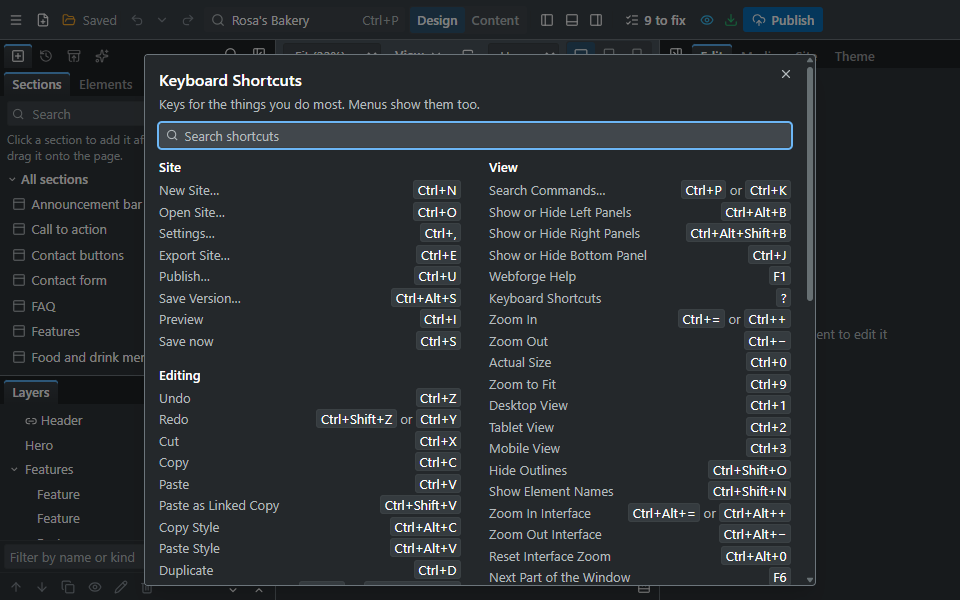 Saved
Rosa's Bakery
Ctrl+P
Design
Content
9 to fix
Publish
Theme
Sections
Elements
Search
Click a section to add it
drag it onto the page.
All sections
Announcement bar
Call to action
Contact buttons
Contact form
FAQ
Features
Food and drink
Layers
Header
Hero
Features
Feature
Feature
Filter by name or kind
to edit it
Keyboard Shortcuts
Keys for the things you do most. Menus show them too.
Search shortcuts
Site
New Site... Ctrl+N
Open Site... Ctrl+O
Settings... Ctrl+,
Export Site... Ctrl+E
Publish... Ctrl+U
Save Version... Ctrl+Alt+S
Preview Ctrl+I
Save now Ctrl+S
Editing
Undo Ctrl+Z
Redo Ctrl+Shift+Z or Ctrl+Y
Cut Ctrl+X
Copy Ctrl+C
Paste Ctrl+V
Paste as Linked Copy Ctrl+Shift+V
Copy Style Ctrl+Alt+C
Paste Style Ctrl+Alt+V
Duplicate Ctrl+D
View
Search Commands... Ctrl+P or Ctrl+K
Show or Hide Left Panels Ctrl+Alt+B
Show or Hide Right Panels Ctrl+Alt+Shift+B
Show or Hide Bottom Panel Ctrl+J
Webforge Help F1
Keyboard Shortcuts ?
Zoom In Ctrl+= or Ctrl++
Zoom Out Ctrl+−
Actual Size Ctrl+0
Zoom to Fit Ctrl+9
Desktop View Ctrl+1
Tablet View Ctrl+2
Mobile View Ctrl+3
Hide Outlines Ctrl+Shift+O
Show Element Names Ctrl+Shift+N
Zoom In Interface Ctrl+Alt+= or Ctrl+Alt++
Zoom Out Interface Ctrl+Alt+−
Reset Interface Zoom Ctrl+Alt+0
Next Part of the Window F6